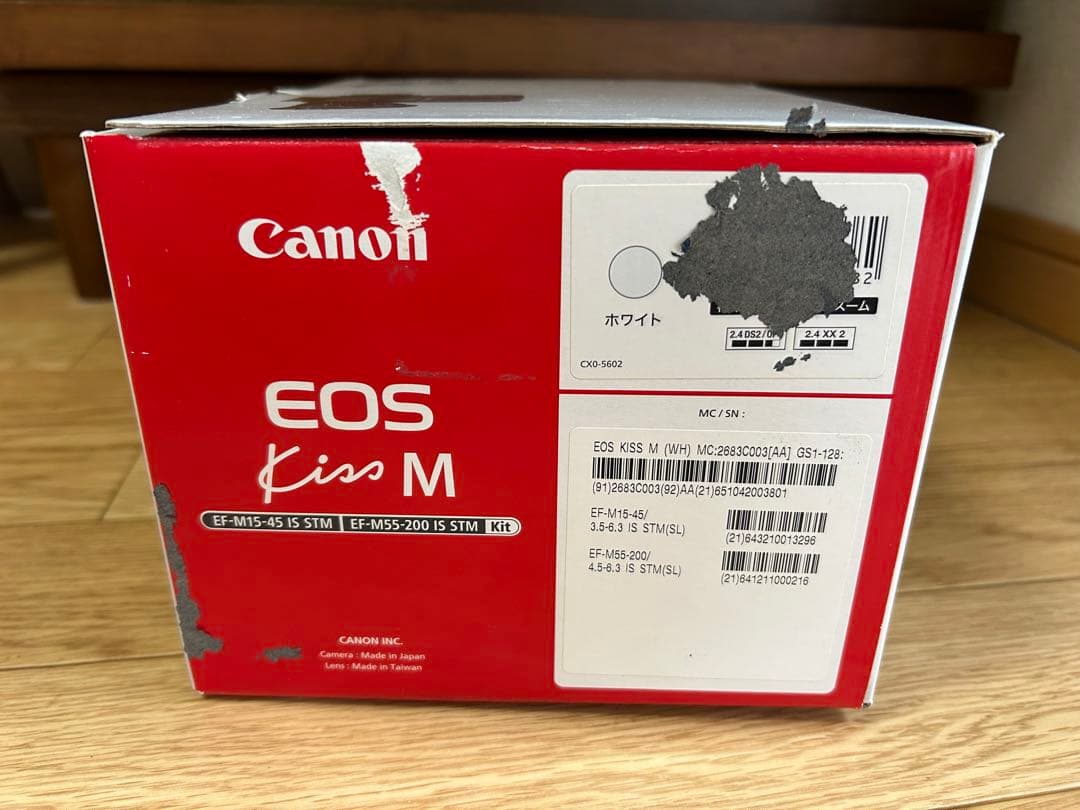 Canon
EOS
Kiss M
EF-M15-45 IS STM | EF-M55-200 IS STM Kit
CANON INC.
Camera : Made in Japan
Lens : Made in Taiwan
ホワイト
2.4 XX 2
CX0-5602
MC / SN :
EOS KISS M (WH) MC:2683C003[AA] GS1-128:
(91)2683C003(92)AA(21)651042003801
EF-M15-45/
3.5-6.3 IS STM(SL)
(21)643210013296
EF-M55-200/
4.5-6.3 IS STM(SL)
(21)641211000216